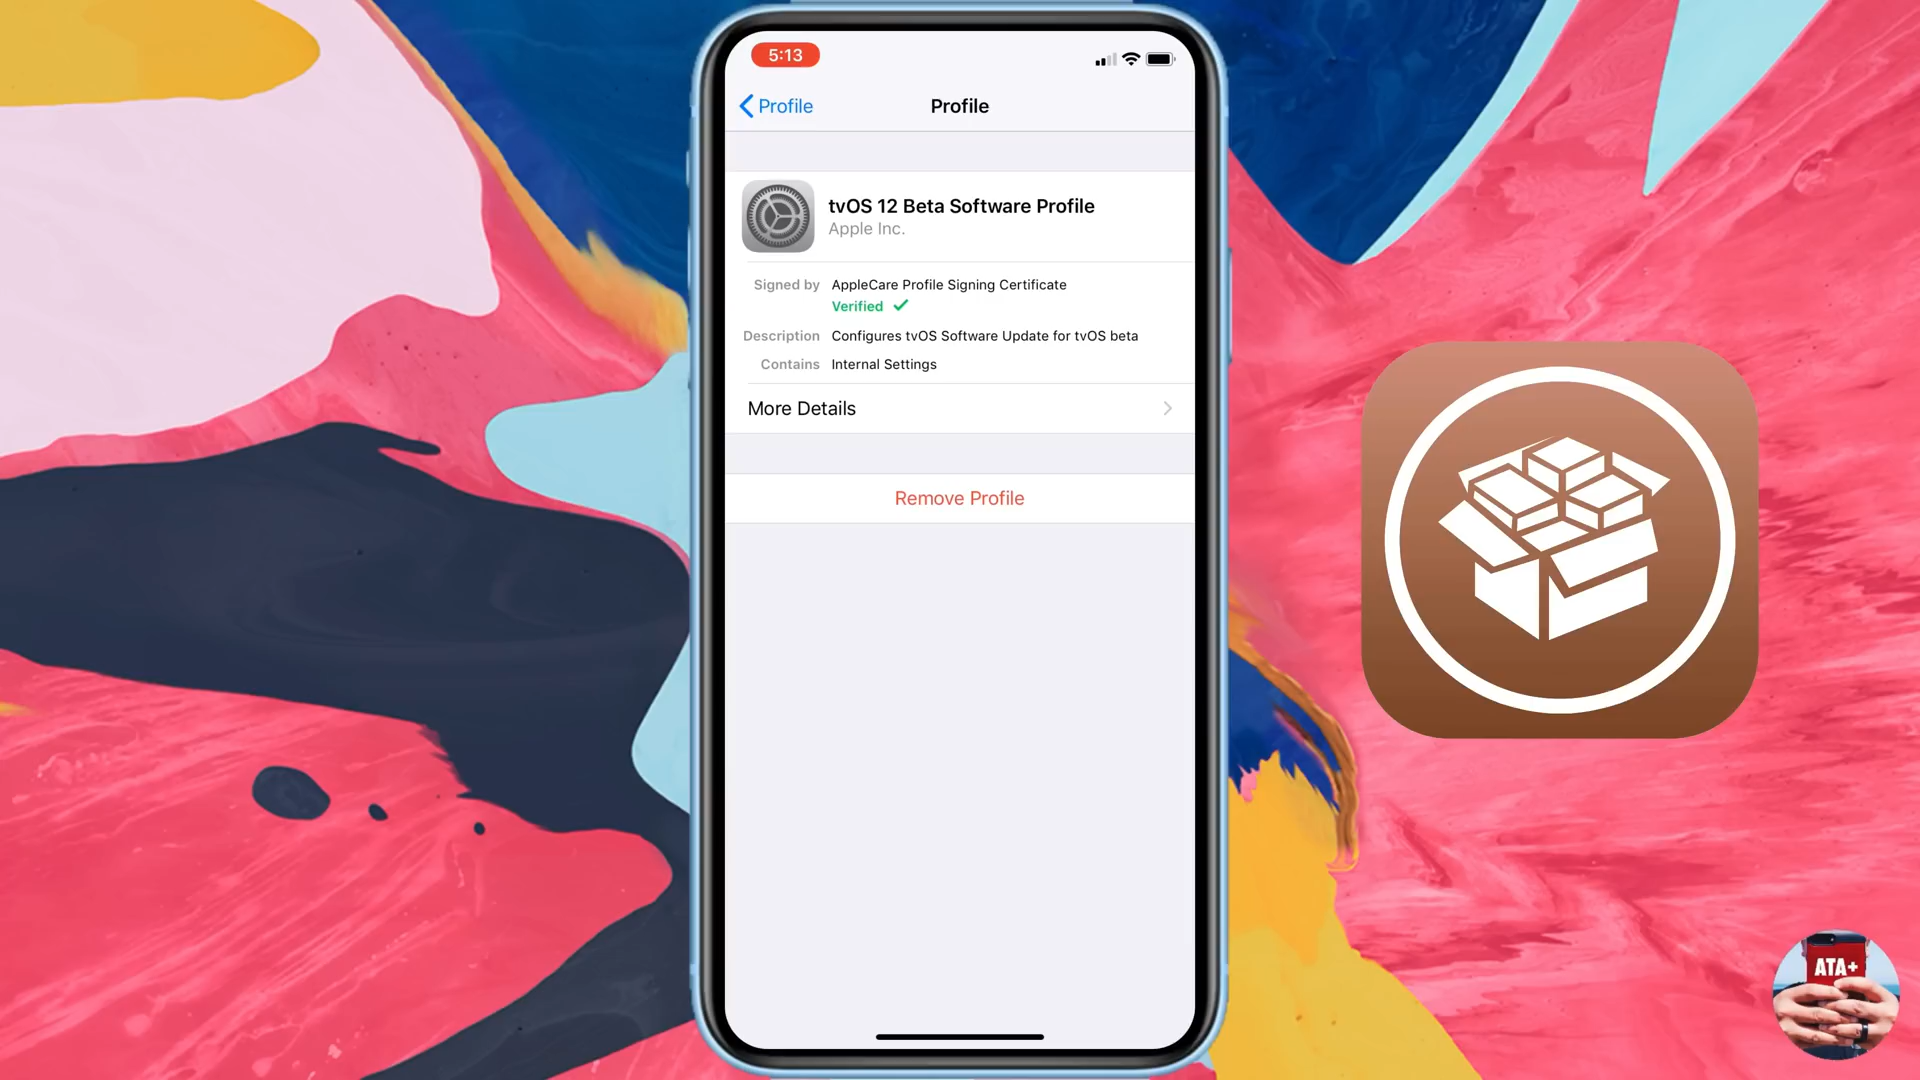 5:13
Profile
Profile
tvOS 12 Beta Software Profile
Apple Inc.
Signed by AppleCare Profile Signing Certificate
Verified
Description Configures tvOS Software Update for tvOS beta
Contains Internal Settings
More Details
Remove Profile
ATA+